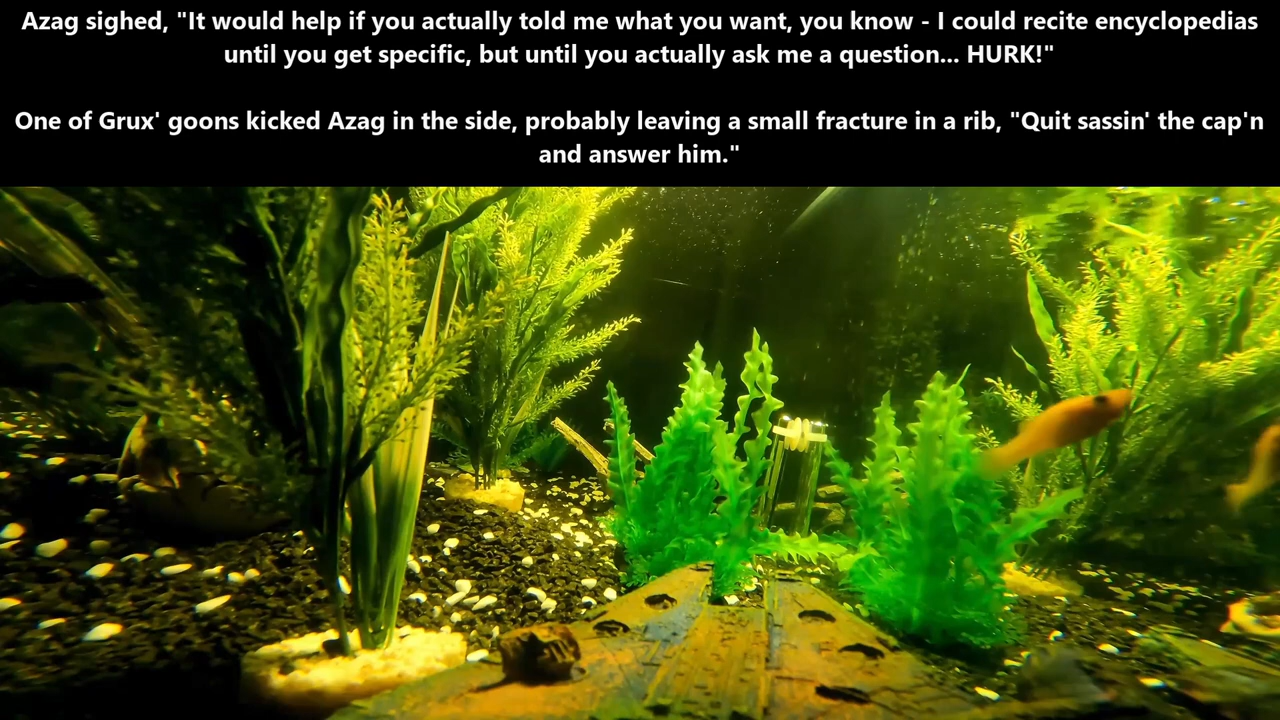 Azag sighed, "It would help if you actually told me what you want, you know - I could recite encyclopedias
until you get specific, but until you actually ask me a question... HURK!"
One of Grux' goons kicked Azag in the side, probably leaving a small fracture in a rib, "Quit sassin' the cap'n
and answer him."